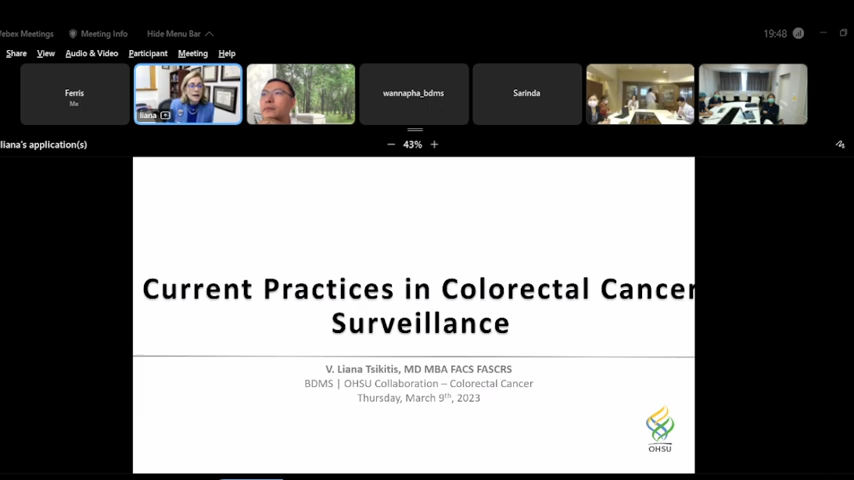 ebex Meetings
Meeting Info
Hide Menu Bar
19:48
Share View Audio & Video Participant Meeting Help
Ferris
Me
liana
wannapha_bdms
Sarinda
liana's application(s)
43%
Current Practices in Colorectal Cancer
Surveillance
V. Liana Tsikitis, MD MBA FACS FASCRS
BDMS | OHSU Collaboration – Colorectal Cancer
Thursday, March 9th, 2023
OHSU